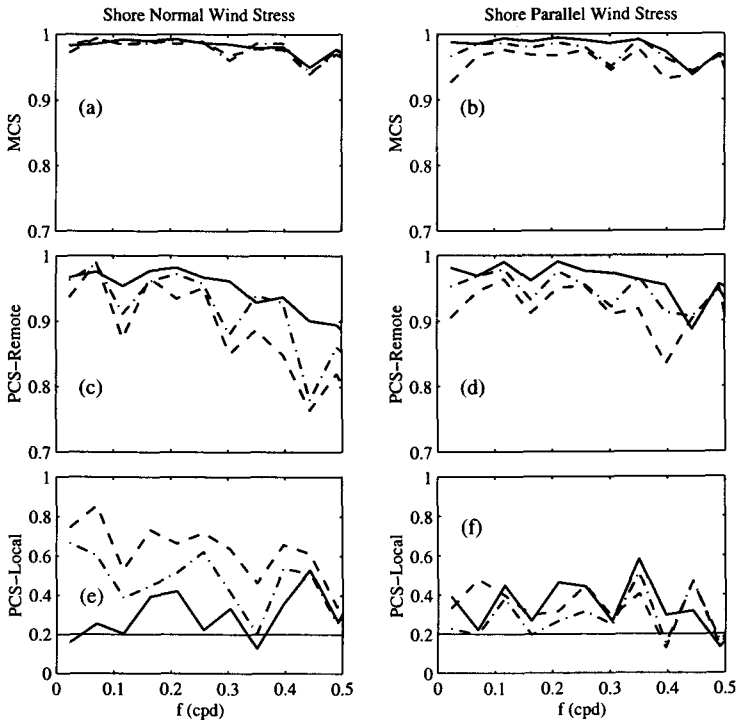 Shore Normal Wind Stress
Shore Parallel Wind Stress
1
0.9
0.8
0.7
MCS
(a)
1
0.9
0.8
0.7
MCS
(b)
1
0.9
0.8
0.7
PCS-Remote
(c)
1
0.9
0.8
0.7
PCS-Remote
(d)
1
0.8
0.6
0.4
0.2
0
PCS-Local
(e)
0
0.1
0.2
0.3
0.4
0.5
f (cpd)
1
0.8
0.6
0.4
0.2
0
PCS-Local
(f)
0
0.1
0.2
0.3
0.4
0.5
f (cpd)